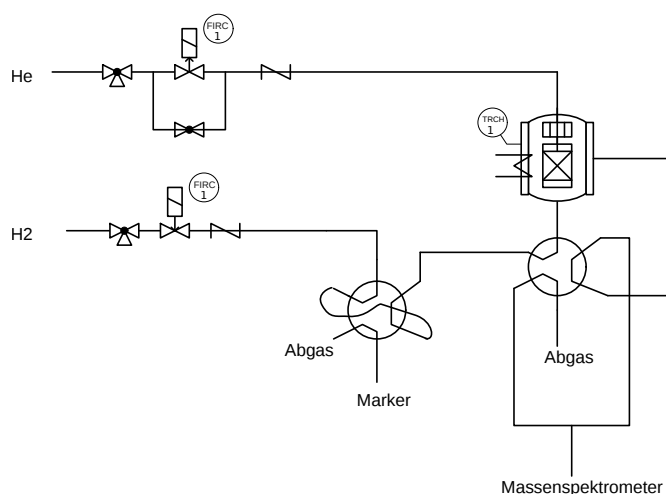 FIRC
1
He
TRCH
1
FIRC
1
H2
Abgas
Abgas
Marker
Massenspektrometer